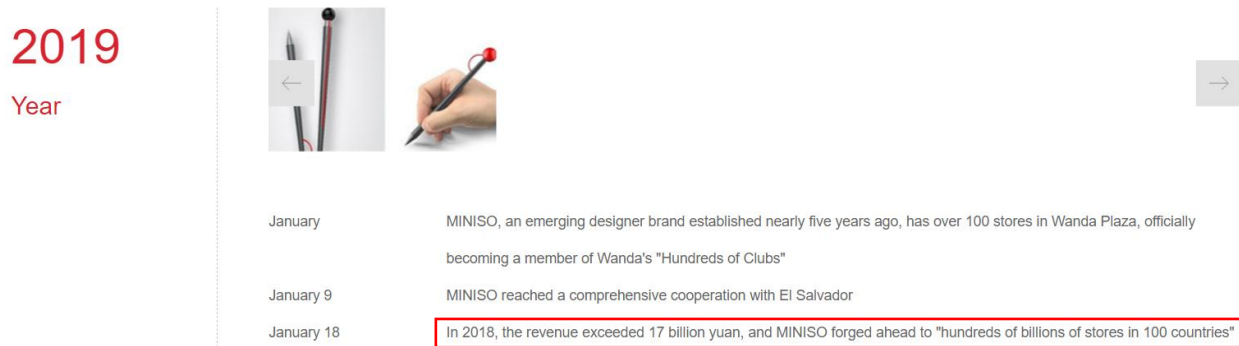 2019
Year
January MINISO, an emerging designer brand established nearly five years ago, has over 100 stores in Wanda Plaza, officially
becoming a member of Wanda's "Hundreds of Clubs"
January 9 MINISO reached a comprehensive cooperation with El Salvador
January 18 In 2018, the revenue exceeded 17 billion yuan, and MINISO forged ahead to "hundreds of billions of stores in 100 countries"